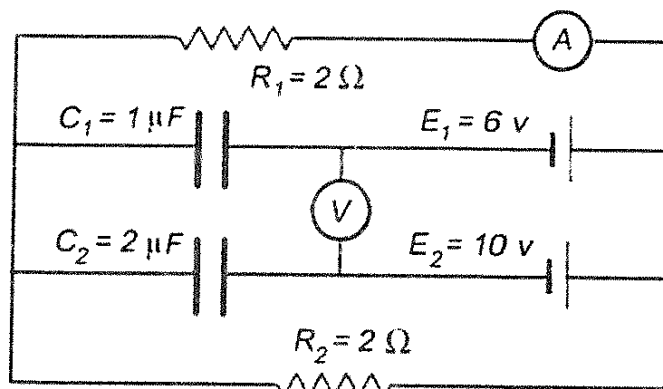 A
R₁ = 2 Ω
C₁ = 1 μF
E₁ = 6 v
V
C₂ = 2 μF
E₂ = 10 v
R₂ = 2 Ω